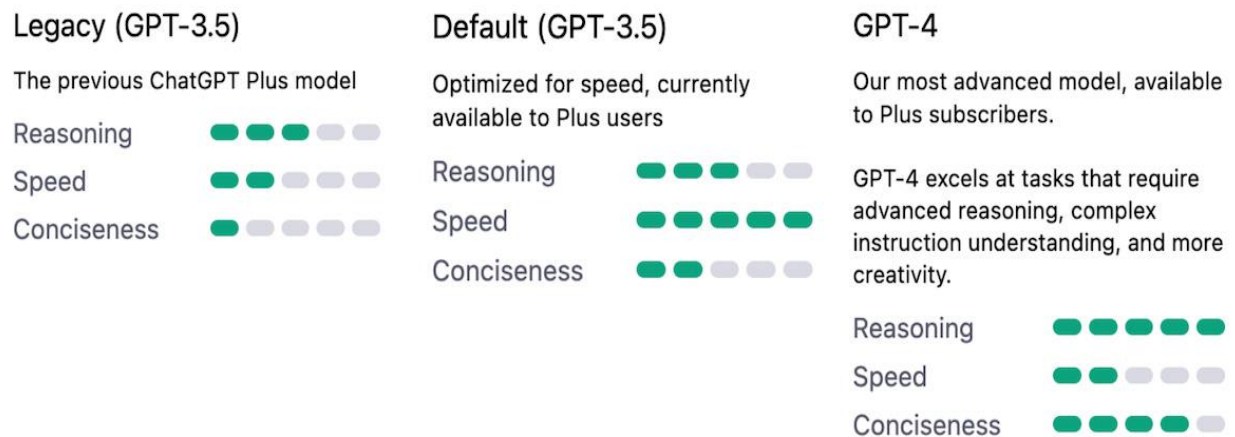 Legacy (GPT-3.5)
The previous ChatGPT Plus model
Reasoning
Speed
Conciseness
Default (GPT-3.5)
Optimized for speed, currently
available to Plus users
Reasoning
Speed
Conciseness
GPT-4
Our most advanced model, available
to Plus subscribers.
GPT-4 excels at tasks that require
advanced reasoning, complex
instruction understanding, and more
creativity.
Reasoning
Speed
Conciseness